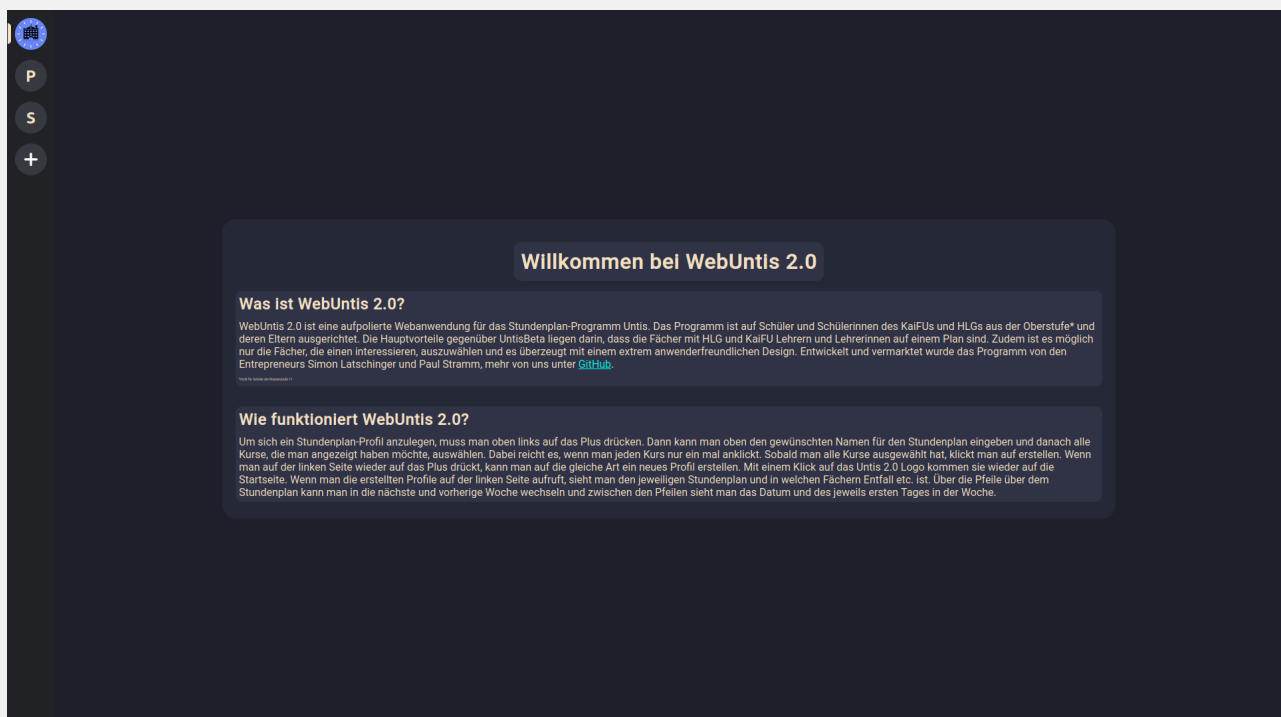 P
S
+
Willkommen bei WebUntis 2.0
Was ist WebUntis 2.0?
WebUntis 2.0 ist eine aufpolierte Webanwendung für das Stundenplan-Programm Untis. Das Programm ist auf Schüler und Schülerinnen des KaiFUs und HLGs aus der Oberstufe* und
deren Eltern ausgerichtet. Die Hauptvorteile gegenüber UntisBeta liegen darin, dass die Fächer mit HLG und KaiFU Lehrern und Lehrerinnen auf einem Plan sind. Zudem ist es möglich
nur die Fächer, die einen interessieren, auszuwählen und es überzeugt mit einem extrem anwenderfreundlichen Design. Entwickelt und vermarktet wurde das Programm von den
Entrepreneurs Simon Latschinger und Paul Stramm, mehr von uns unter GitHub.
Wie funktioniert WebUntis 2.0?
Um sich ein Stundenplan-Profil anzulegen, muss man oben links auf das Plus drücken. Dann kann man oben den gewünschten Namen für den Stundenplan eingeben und danach alle
Kurse, die man angezeigt haben möchte, auswählen. Dabei reicht es, wenn man jeden Kurs nur ein mal anklickt. Sobald man alle Kurse ausgewählt hat, klickt man auf erstellen. Wenn
man auf der linken Seite wieder auf das Plus drückt, kann man auf die gleiche Art ein neues Profil erstellen. Mit einem Klick auf das Untis 2.0 Logo kommen sie wieder auf die
Startseite. Wenn man die erstellten Profile auf der linken Seite aufruft, sieht man den jeweiligen Stundenplan und in welchen Fächern Entfall etc. ist. Über die Pfeile über dem
Stundenplan kann man in die nächste und vorherige Woche wechseln und zwischen den Pfeilen sieht man das Datum und des jeweils ersten Tages in der Woche.